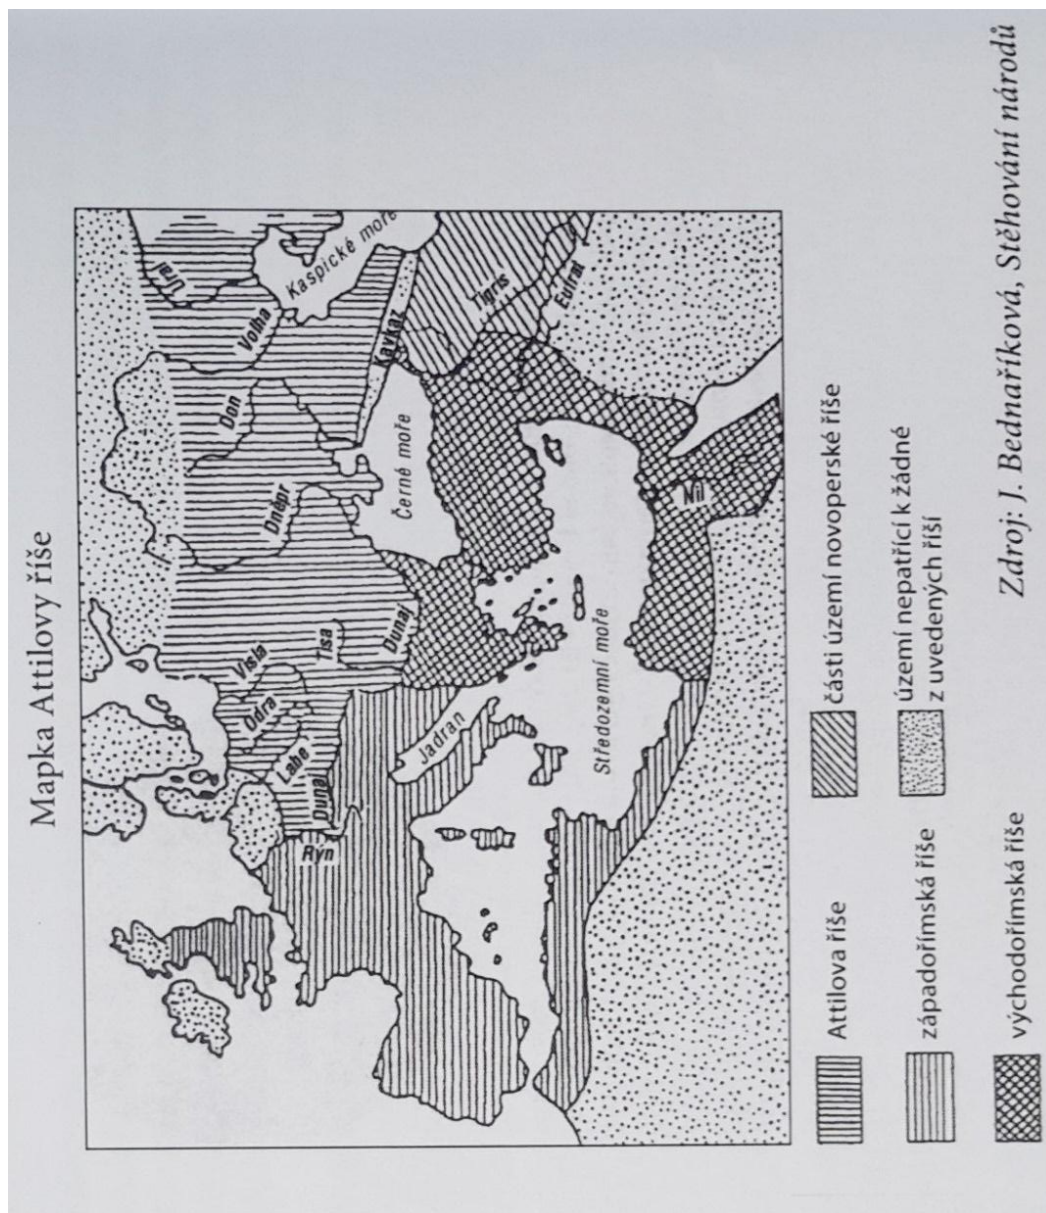 Mapka Attilovy říše
Ural
Volha
Kaspické moře
Don
Dněpr
Kavkaz
Tigris
Eufrat
Černé moře
Visla
Odra
Labe
Tisa
Dunaj
Dunaj
Rýn
Jadran
Středozemní moře
Nil
Attilova říše
západořímská říše
východořímská říše
části území novoperské říše
území nepatřící k žádné
z uvedených říší
Zdroj: J. Bednaříková, Stěhování národů